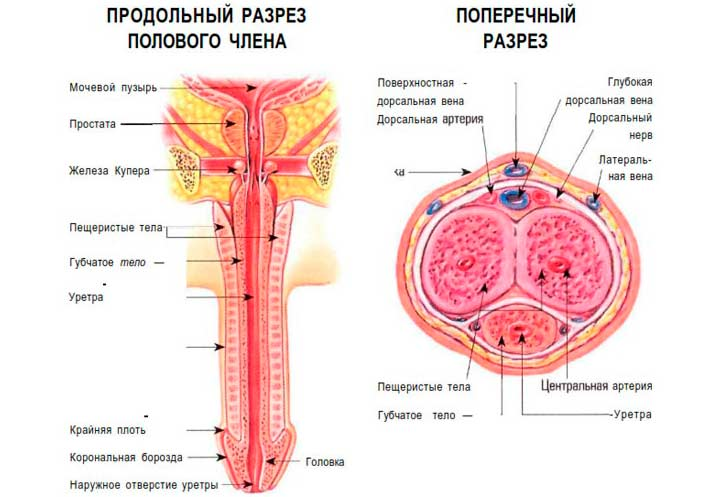 ПРОДОЛЬНЫЙ РАЗРЕЗ
ПОЛОВОГО ЧЛЕНА
Мочевой пузырь
Простата
Железа Купера
Пещеристые тела
Губчатое тело —
Уретра
Крайняя плоть
Корональная борозда
Наружное отверстие уретры
Головка
ПОПЕРЕЧНЫЙ
РАЗРЕЗ
Поверхностная -
дорсальная вена
Дорсальная артерия
Глубокая
дорсальная вена
Дорсальный
нерв
Латераль-
ная вена
Пещеристые тела
Губчатое тело —
Центральная артерия
-Уретра